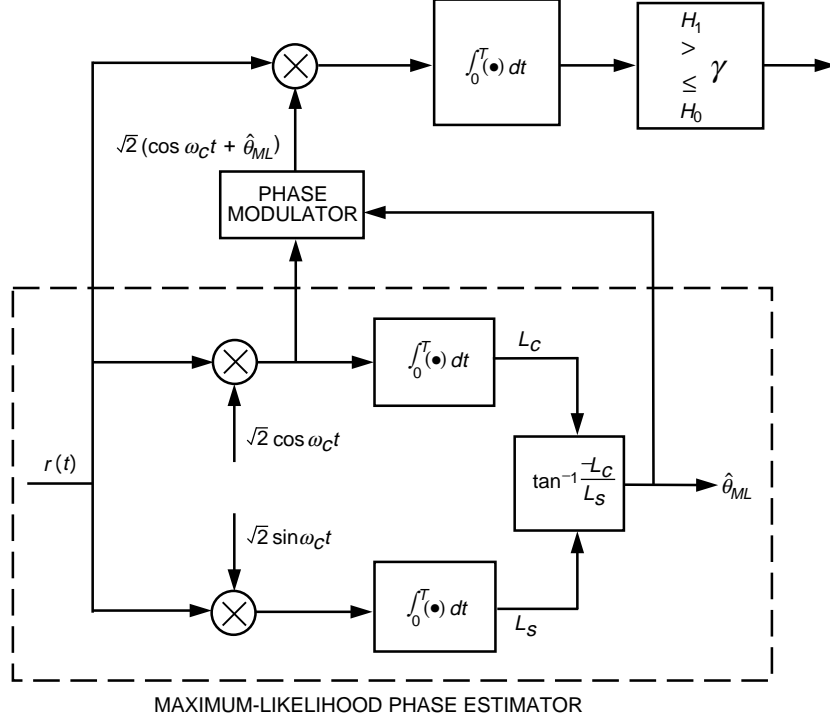 H₁
>
≤
H₀
γ
∫₀ᵀ(•) dt
√2 (cos ω_C t + θ̂_ML)
PHASE
MODULATOR
∫₀ᵀ(•) dt
L_C
√2 cos ω_C t
r(t)
tan⁻¹ −L_C/L_S
θ̂_ML
√2 sin ω_C t
∫₀ᵀ(•) dt
L_S
MAXIMUM-LIKELIHOOD PHASE ESTIMATOR